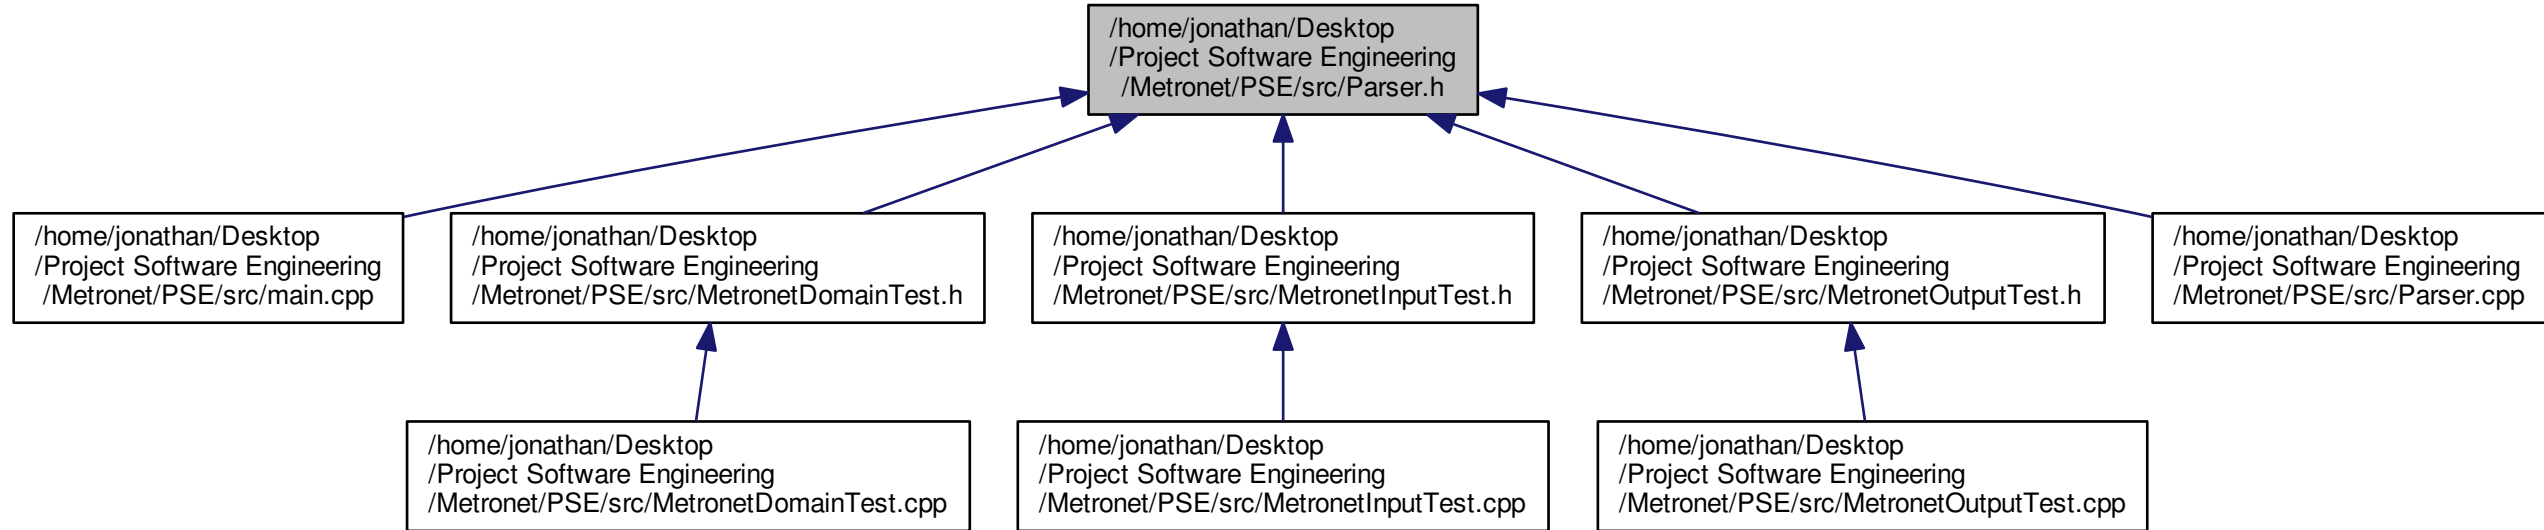 /home/jonathan/Desktop
/Project Software Engineering
/Metronet/PSE/src/Parser.h
/home/jonathan/Desktop
/Project Software Engineering
/Metronet/PSE/src/main.cpp
/home/jonathan/Desktop
/Project Software Engineering
/Metronet/PSE/src/MetronetDomainTest.h
/home/jonathan/Desktop
/Project Software Engineering
/Metronet/PSE/src/MetronetInputTest.h
/home/jonathan/Desktop
/Project Software Engineering
/Metronet/PSE/src/MetronetOutputTest.h
/home/jonathan/Desktop
/Project Software Engineering
/Metronet/PSE/src/Parser.cpp
/home/jonathan/Desktop
/Project Software Engineering
/Metronet/PSE/src/MetronetDomainTest.cpp
/home/jonathan/Desktop
/Project Software Engineering
/Metronet/PSE/src/MetronetInputTest.cpp
/home/jonathan/Desktop
/Project Software Engineering
/Metronet/PSE/src/MetronetOutputTest.cpp